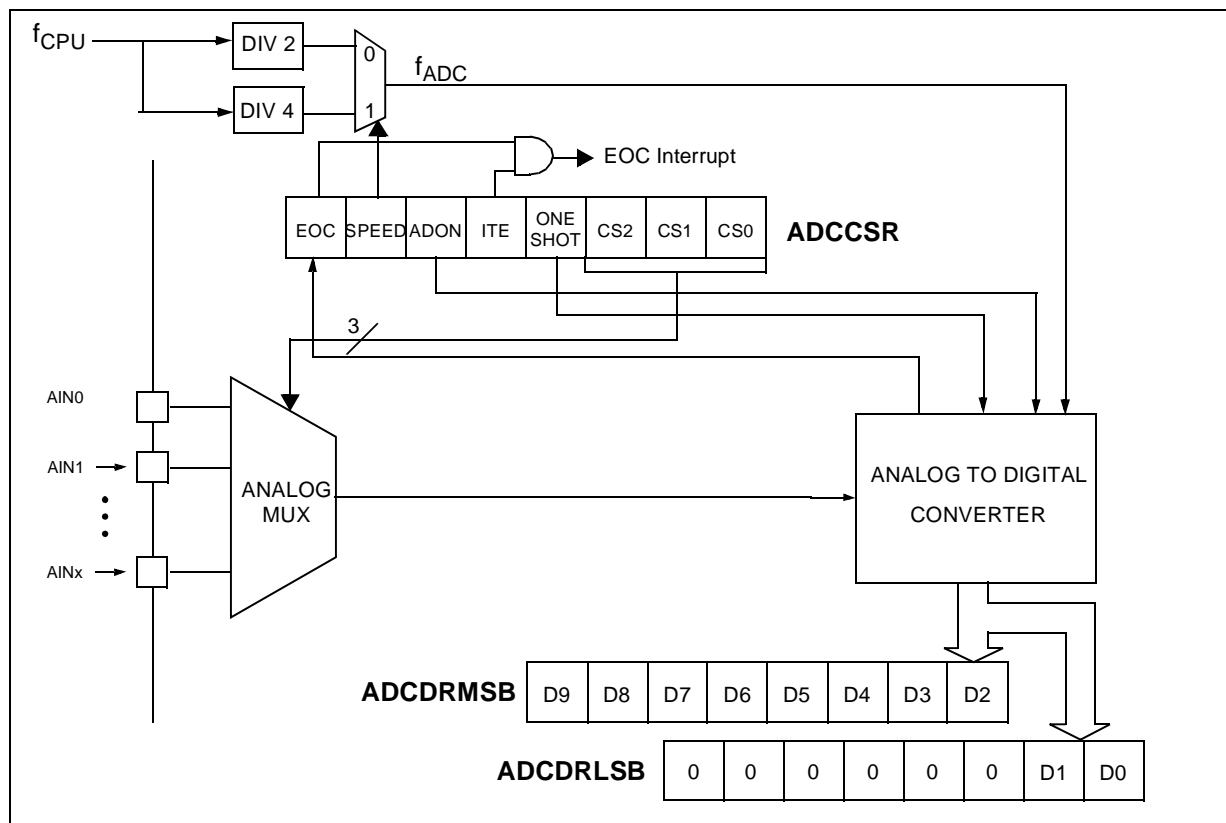 fCPU
DIV 2
0
fADC
DIV 4
1
EOC Interrupt
EOC SPEED ADON ITE ONE SHOT CS2 CS1 CS0 ADCCSR
3
AIN0
AIN1
AINx
ANALOG
MUX
ANALOG TO DIGITAL
CONVERTER
ADCDRMSB D9 D8 D7 D6 D5 D4 D3 D2
ADCDRLSB 0 0 0 0 0 0 D1 D0